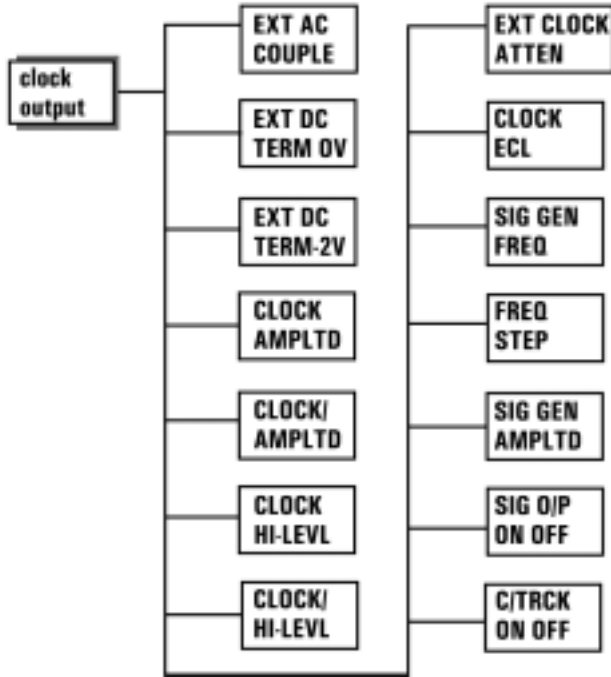 clock
output
EXT AC
COUPLE
EXT DC
TERM 0V
EXT DC
TERM-2V
CLOCK
AMPLTD
CLOCK/
AMPLTD
CLOCK
HI-LEVL
CLOCK/
HI-LEVL
EXT CLOCK
ATTEN
CLOCK
ECL
SIG GEN
FREQ
FREQ
STEP
SIG GEN
AMPLTD
SIG O/P
ON OFF
C/TRCK
ON OFF